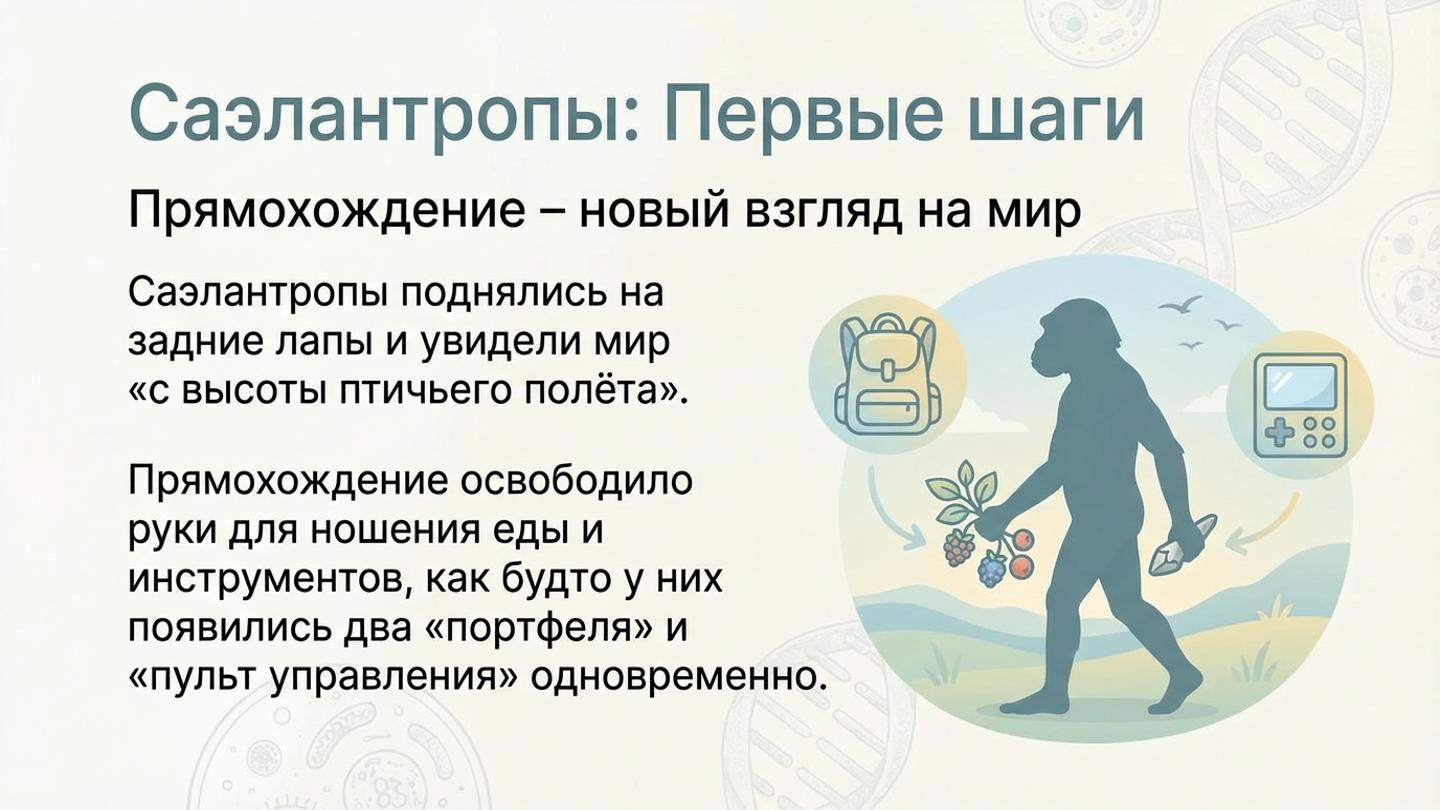 Саэлантропы: Первые шаги
Прямохождение – новый взгляд на мир
Саэлантропы поднялись на
задние лапы и увидели мир
«с высоты птичьего полёта».
Прямохождение освободило
руки для ношения еды и
инструментов, как будто у них
появились два «портфеля» и
«пульт управления» одновременно.